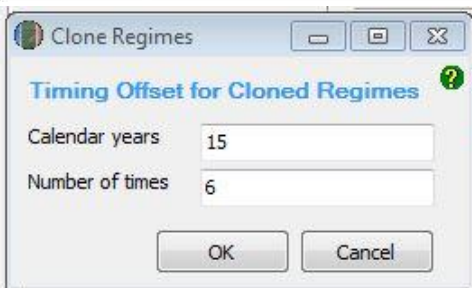 Clone Regimes
Timing Offset for Cloned Regimes
Calendar years 15
Number of times 6
OK Cancel